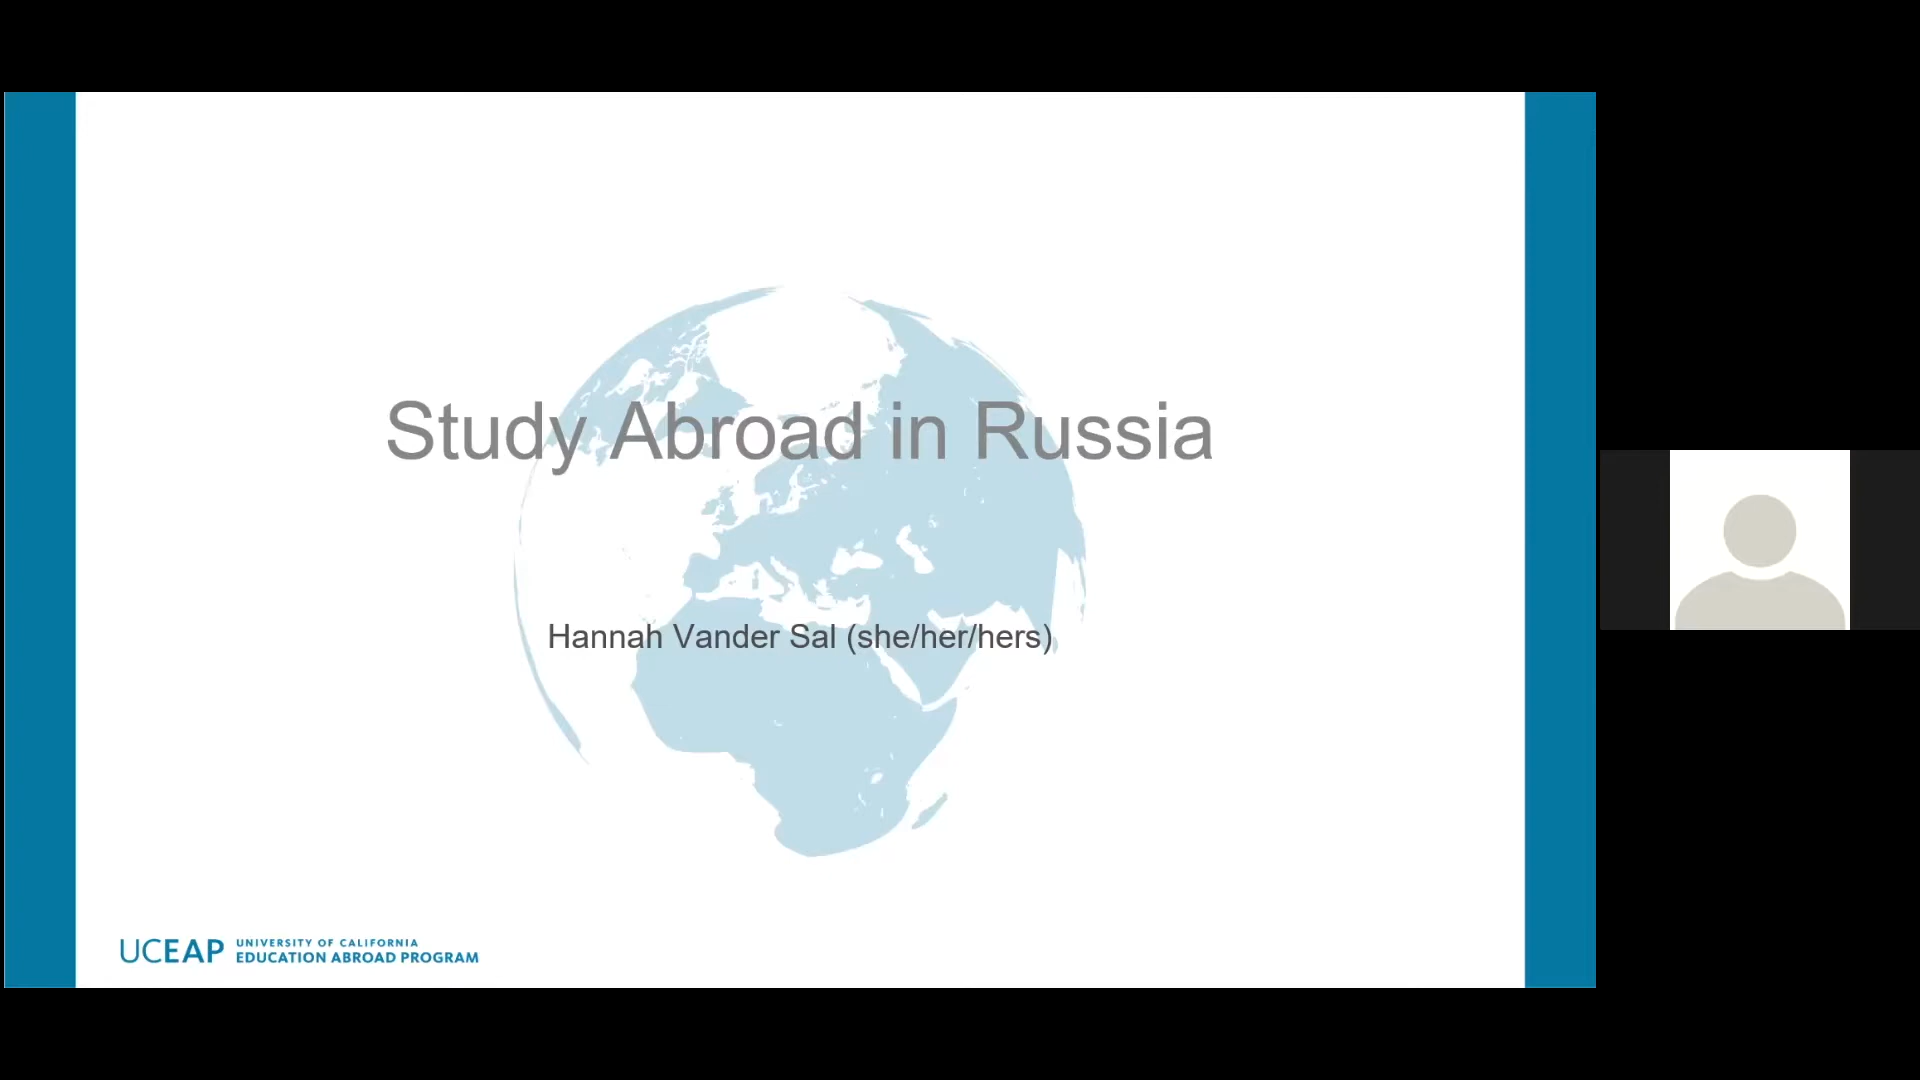 Study Abroad in Russia
Hannah Vander Sal (she/her/hers)
UCEAP UNIVERSITY OF CALIFORNIA
EDUCATION ABROAD PROGRAM